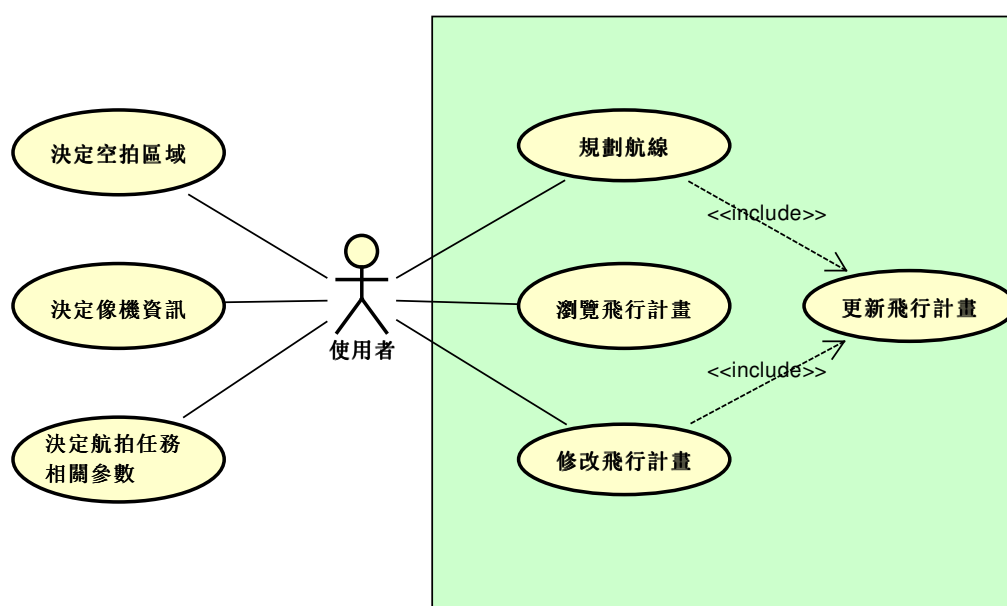 決定空拍區域
規劃航線
<<include>>
決定像機資訊
使用者
瀏覽飛行計畫
更新飛行計畫
<<include>>
決定航拍任務
相關參數
修改飛行計畫